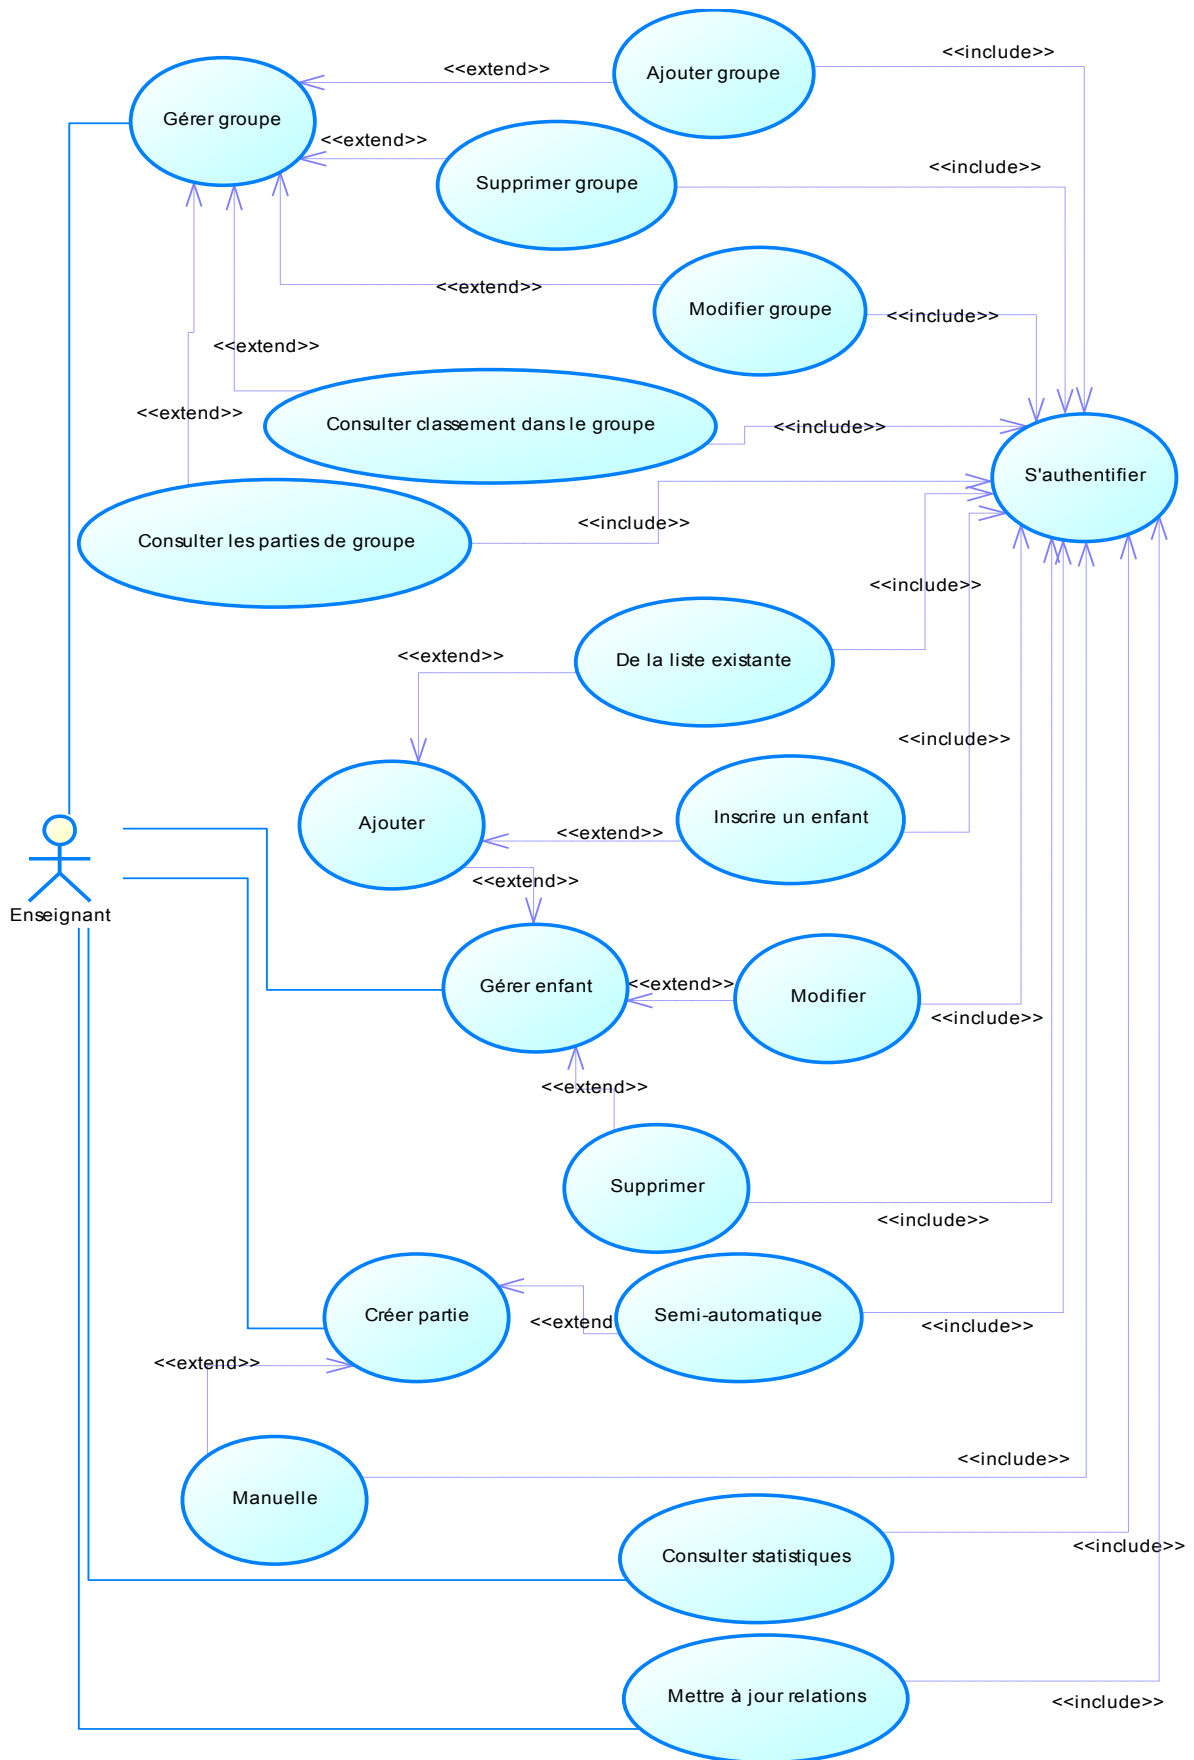 <<include>>
Ajouter groupe
<<extend>>
Gérer groupe
<<extend>>
<<include>>
Supprimer groupe
<<extend>>
Modifier groupe
<<include>>
<<extend>>
<<extend>>
Consulter classement dans le groupe
<<include>>
S'authentifier
Consulter les parties de groupe
<<include>>
<<include>>
De la liste existante
<<extend>>
<<include>>
Ajouter
Inscrire un enfant
<<extend>>
<<extend>>
Enseignant
Gérer enfant
<<extend>>
Modifier
<<include>>
<<extend>>
Supprimer
<<include>>
Créer partie
<<extend
Semi-automatique
<<include>>
<<extend>>
<<include>>
Manuelle
<<include>>
Consulter statistiques
Mettre à jour relations
<<include>>